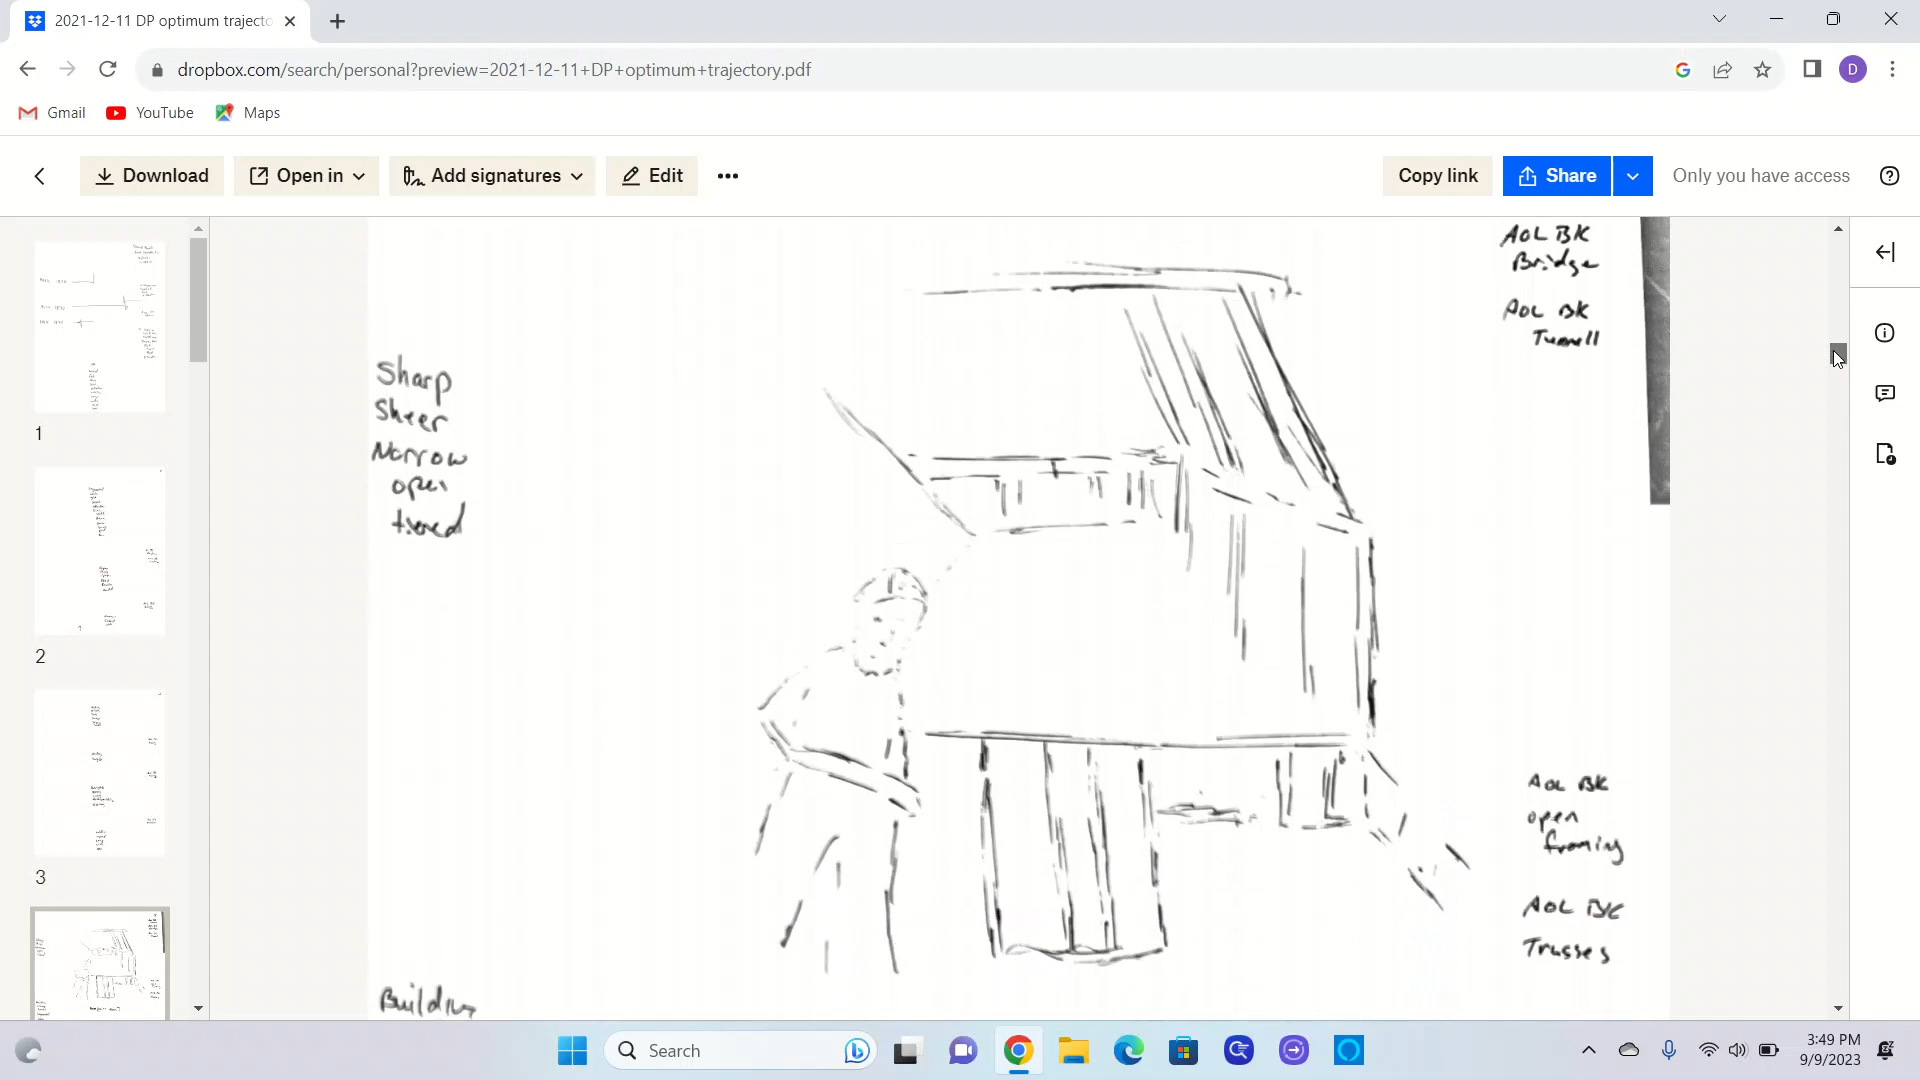 2021-12-11 DP optimum trajecto
dropbox.com/search/personal?preview=2021-12-11+DP+optimum+trajectory.pdf
D
Gmail
YouTube
Maps
Download
Open in
Add signatures
Edit
Copy link
Share
Only you have access
1
2
3
Sharp
Sheer
Narrow
open
tiered
AOL BK
Bridge
AOL BK
Tunnell
AOL BK
open
framing
AOL BK
Trusses
Building
Search
3:49 PM
9/9/2023